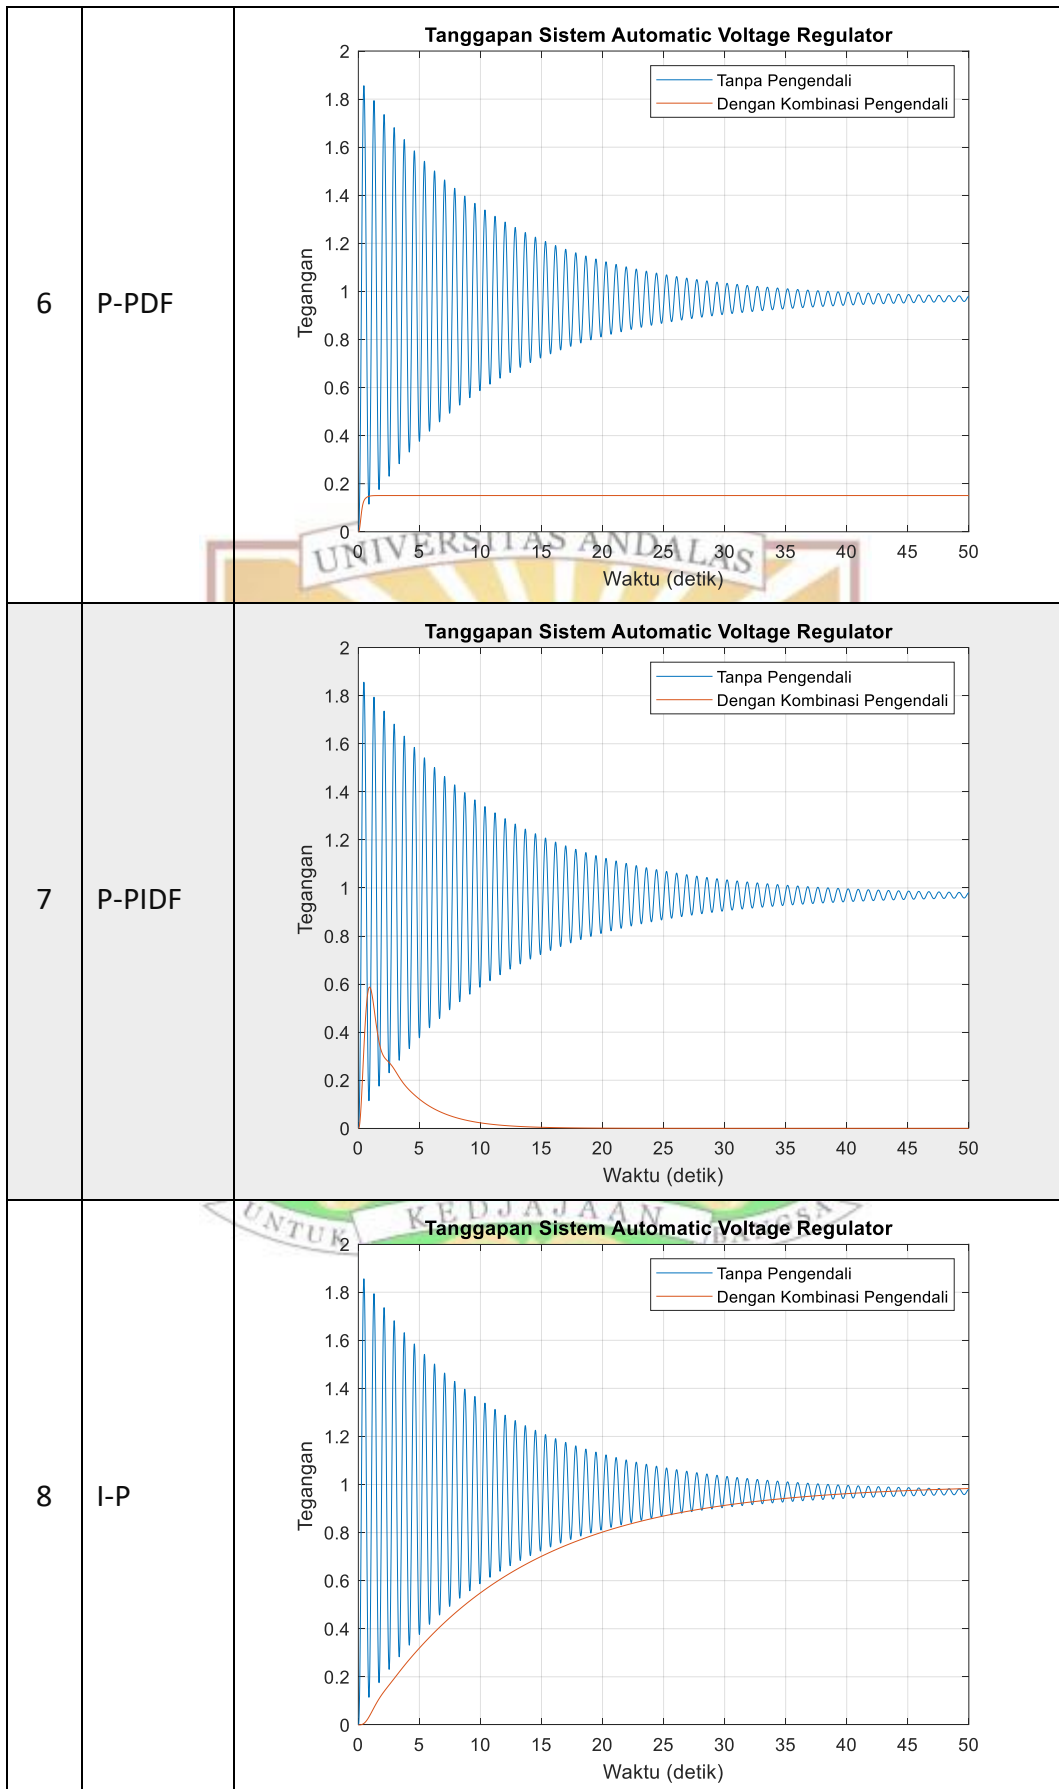 Tanggapan Sistem Automatic Voltage Regulator
2
1.8
1.6
1.4
1.2
1
0.8
0.6
0.4
0.2
0
Tegangan
Tanpa Pengendali
Dengan Kombinasi Pengendali
6 P-PDF
0 5 10 15 20 25 30 35 40 45 50
Waktu (detik)
UNIVERSITAS ANDALAS
Tanggapan Sistem Automatic Voltage Regulator
2
1.8
1.6
1.4
1.2
1
0.8
0.6
0.4
0.2
0
Tegangan
Tanpa Pengendali
Dengan Kombinasi Pengendali
7 P-PIDF
0 5 10 15 20 25 30 35 40 45 50
Waktu (detik)
UNTUK KEDJAJAAN BANGSA
Tanggapan Sistem Automatic Voltage Regulator
2
1.8
1.6
1.4
1.2
1
0.8
0.6
0.4
0.2
0
Tegangan
Tanpa Pengendali
Dengan Kombinasi Pengendali
8 I-P
0 5 10 15 20 25 30 35 40 45 50
Waktu (detik)